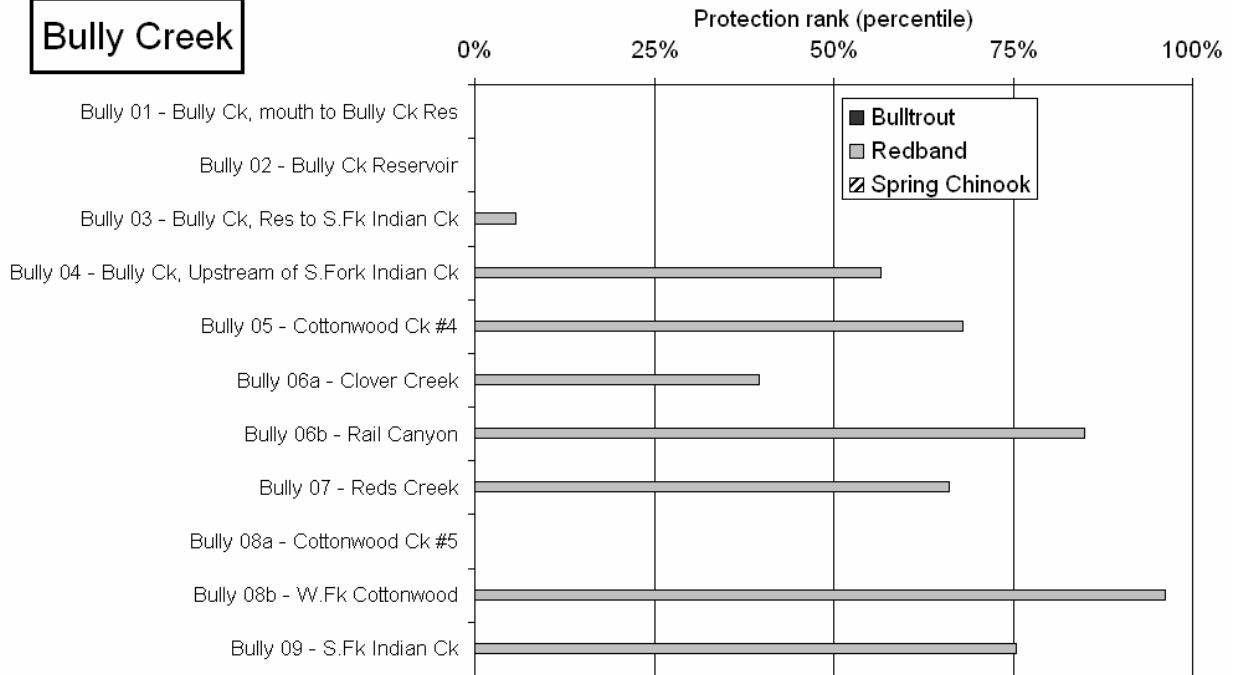 Bully Creek
Protection rank (percentile)
0% 25% 50% 75% 100%
Bulltrout
Redband
Spring Chinook
Bully 01 - Bully Ck, mouth to Bully Ck Res
Bully 02 - Bully Ck Reservoir
Bully 03 - Bully Ck, Res to S.Fk Indian Ck
Bully 04 - Bully Ck, Upstream of S.Fork Indian Ck
Bully 05 - Cottonwood Ck #4
Bully 06a - Clover Creek
Bully 06b - Rail Canyon
Bully 07 - Reds Creek
Bully 08a - Cottonwood Ck #5
Bully 08b - W.Fk Cottonwood
Bully 09 - S.Fk Indian Ck